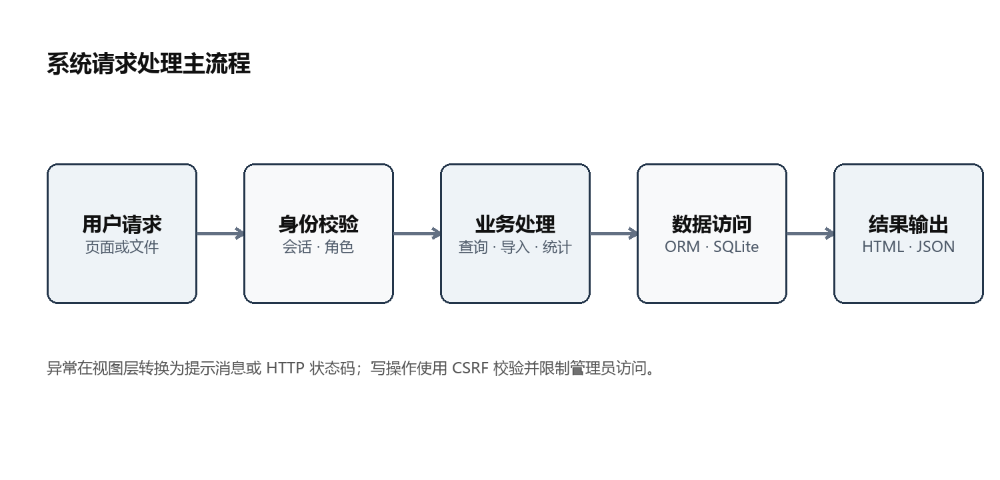 系统请求处理主流程
用户请求
页面或文件
身份校验
会话 · 角色
业务处理
查询 · 导入 · 统计
数据访问
ORM · SQLite
结果输出
HTML · JSON
异常在视图层转换为提示消息或 HTTP 状态码；写操作使用 CSRF 校验并限制管理员访问。